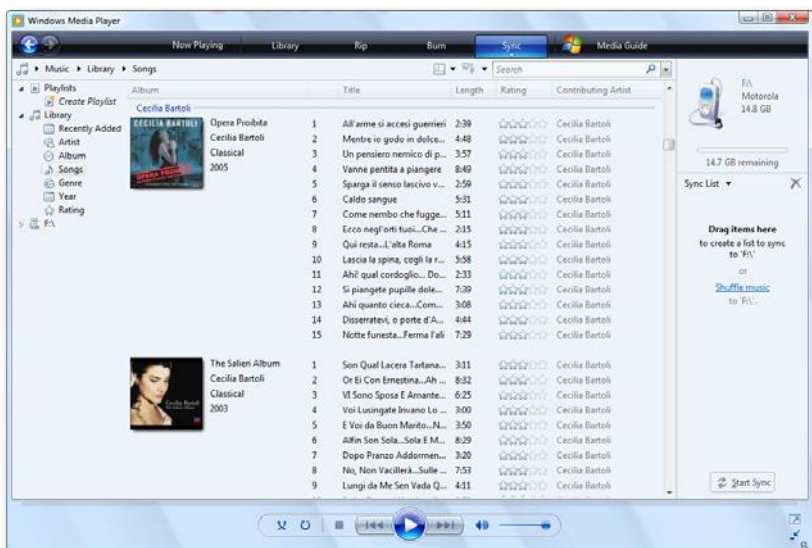 Windows Media Player
Now Playing Library Rip Burn Sync Media Guide
Music Library Songs
Search
Playlists
Create Playlist
Library
Recently Added
Artist
Album
Songs
Genre
Year
Rating
F:\
Album Title Length Rating Contributing Artist
Cecilia Bartoli
CECILIA BARTOLI
OPERA PROIBITA
Opera Proibita
Cecilia Bartoli
Classical
2005
1 All'arme si accesi guerrieri 2:39 Cecilia Bartoli
2 Mentre io godo in dolce... 4:48 Cecilia Bartoli
3 Un pensiero nemico di p... 3:57 Cecilia Bartoli
4 Vanne pentita a piangere 8:49 Cecilia Bartoli
5 Sparga il senso lascivo v... 2:59 Cecilia Bartoli
6 Caldo sangue 5:31 Cecilia Bartoli
7 Come nembo che fugge... 5:11 Cecilia Bartoli
8 Ecco negl'orti tuoi...Che ... 2:15 Cecilia Bartoli
9 Qui resta...L'alta Roma 4:15 Cecilia Bartoli
10 Lascia la spina, cogli la r... 5:58 Cecilia Bartoli
11 Ahi! qual cordoglio... Do... 2:33 Cecilia Bartoli
12 Si piangete pupille dole... 7:39 Cecilia Bartoli
13 Ahi quanto cieca...Com... 3:08 Cecilia Bartoli
14 Disserratevi, o porte d'A... 4:44 Cecilia Bartoli
15 Notte funesta...Ferma l'ali 7:29 Cecilia Bartoli
Cecilia Bartoli
The Salieri Album
Cecilia Bartoli
Classical
2003
1 Son Qual Lacera Tartana... 3:11 Cecilia Bartoli
2 Or Ei Con Ernestina...Ah ... 8:32 Cecilia Bartoli
3 VI Sono Sposa E Amante... 6:25 Cecilia Bartoli
4 Voi Lusingate Invano Lo ... 3:00 Cecilia Bartoli
5 E Voi da Buon Marito...N... 3:50 Cecilia Bartoli
6 Alfin Son Sola...Sola E M... 8:29 Cecilia Bartoli
7 Dopo Pranzo Addormen... 3:20 Cecilia Bartoli
8 No, Non Vacillerà...Sulle ... 7:53 Cecilia Bartoli
9 Lungi da Me Sen Vada Q... 4:11 Cecilia Bartoli
F:\
Motorola
14.8 GB
14.7 GB remaining
Sync List
Drag items here
to create a list to sync
to 'F:\'
or
Shuffle music
to 'F:\'.
Start Sync